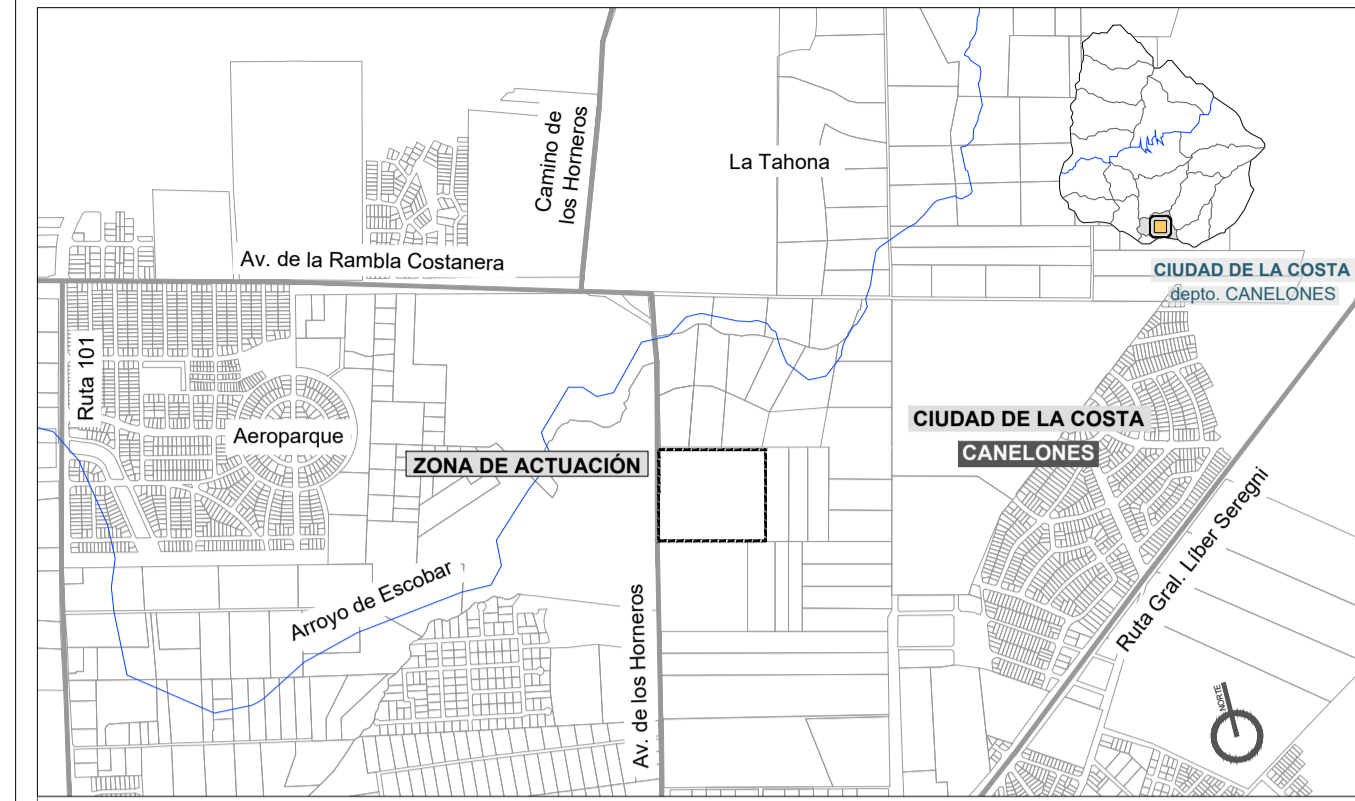 Camino de
los Horneros
La Tahona
Av. de la Rambla Costanera
CIUDAD DE LA COSTA
depto. CANELONES
Ruta 101
Aeroparque
CIUDAD DE LA COSTA
CANELONES
ZONA DE ACTUACIÓN
Arroyo de Escobar
Av. de los Horneros
Ruta Gral. Líber Seregni
NORTE